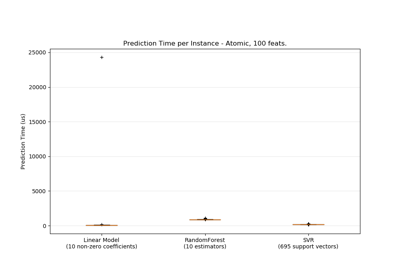 Prediction Time per Instance - Atomic, 100 feats.
25000
20000
15000
10000
5000
0
Prediction Time (us)
Linear Model
(10 non-zero coefficients)
RandomForest
(10 estimators)
SVR
(695 support vectors)